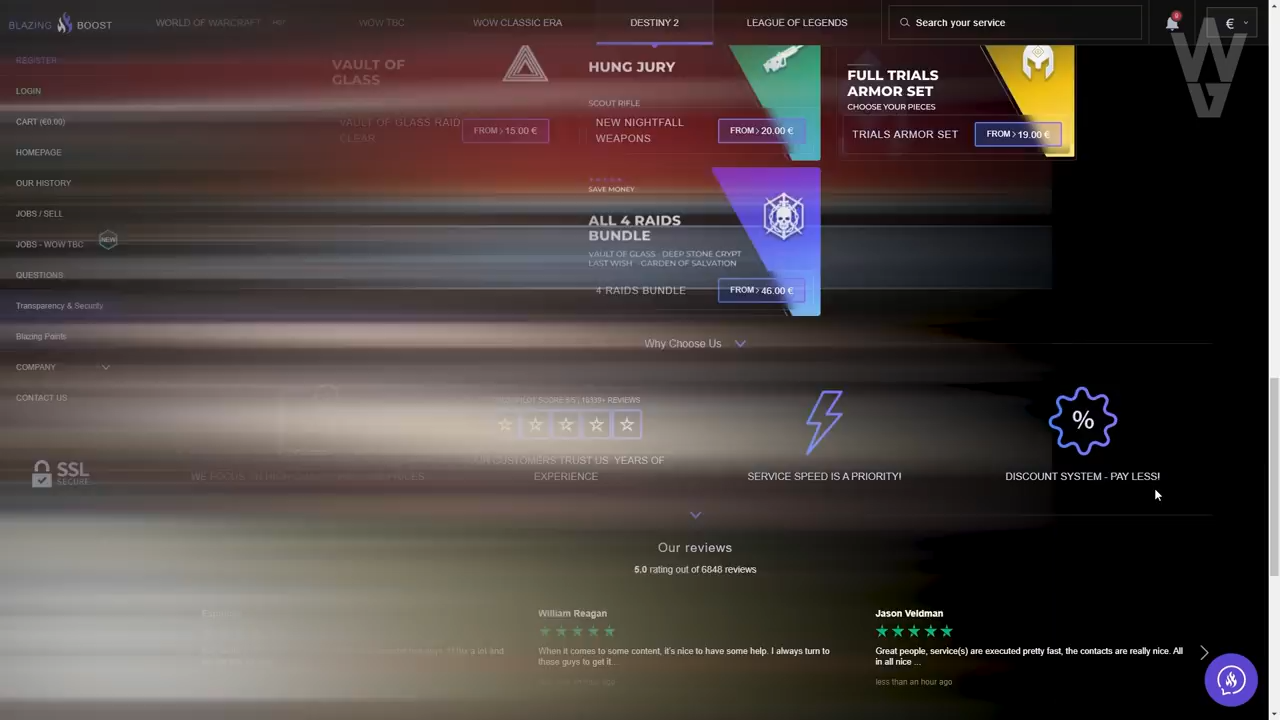 BLAZING BOOST
WORLD OF WARCRAFT HOT
WOW TBC
WOW CLASSIC ERA
DESTINY 2
LEAGUE OF LEGENDS
Search your service
€
REGISTER
LOGIN
CART (€0.00)
HOMEPAGE
OUR HISTORY
JOBS / SELL
JOBS - WOW TBC NEW
QUESTIONS
Transparency & Security
Blazing Points
COMPANY
CONTACT US
SSL
SECURE
VAULT OF
GLASS
VAULT OF GLASS RAID
CLEAR
FROM > 15.00 €
HUNG JURY
SCOUT RIFLE
NEW NIGHTFALL
WEAPONS
FROM > 20.00 €
FULL TRIALS
ARMOR SET
CHOOSE YOUR PIECES
TRIALS ARMOR SET
FROM > 19.00 €
SAVE MONEY
ALL 4 RAIDS
BUNDLE
VAULT OF GLASS · DEEP STONE CRYPT
LAST WISH · GARDEN OF SALVATION
4 RAIDS BUNDLE
FROM > 46.00 €
Why Choose Us
REVIEWS
CUSTOMERS TRUST US YEARS OF
EXPERIENCE
SERVICE SPEED IS A PRIORITY!
%
DISCOUNT SYSTEM - PAY LESS!
Our reviews
5.0 rating out of 6848 reviews
William Reagan
When it comes to some content, it's nice to have some help. I always turn to
these guys to get it...
Jason Veldman
Great people, service(s) are executed pretty fast, the contacts are really nice. All
in all nice ...
less than an hour ago